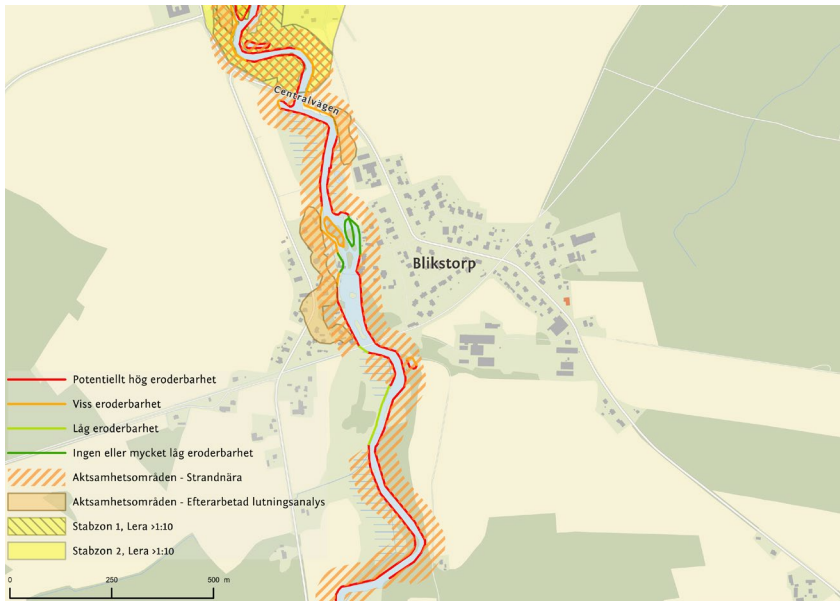 Centralvägen
Blikstorp
Potentiellt hög eroderbarhet
Viss eroderbarhet
Låg eroderbarhet
Ingen eller mycket låg eroderbarhet
Aktsamhetsområden - Strandnära
Aktsamhetsområden - Efterarbetad lutningsanalys
Stabzon 1, Lera >1:10
Stabzon 2, Lera >1:10
0 250 500 m